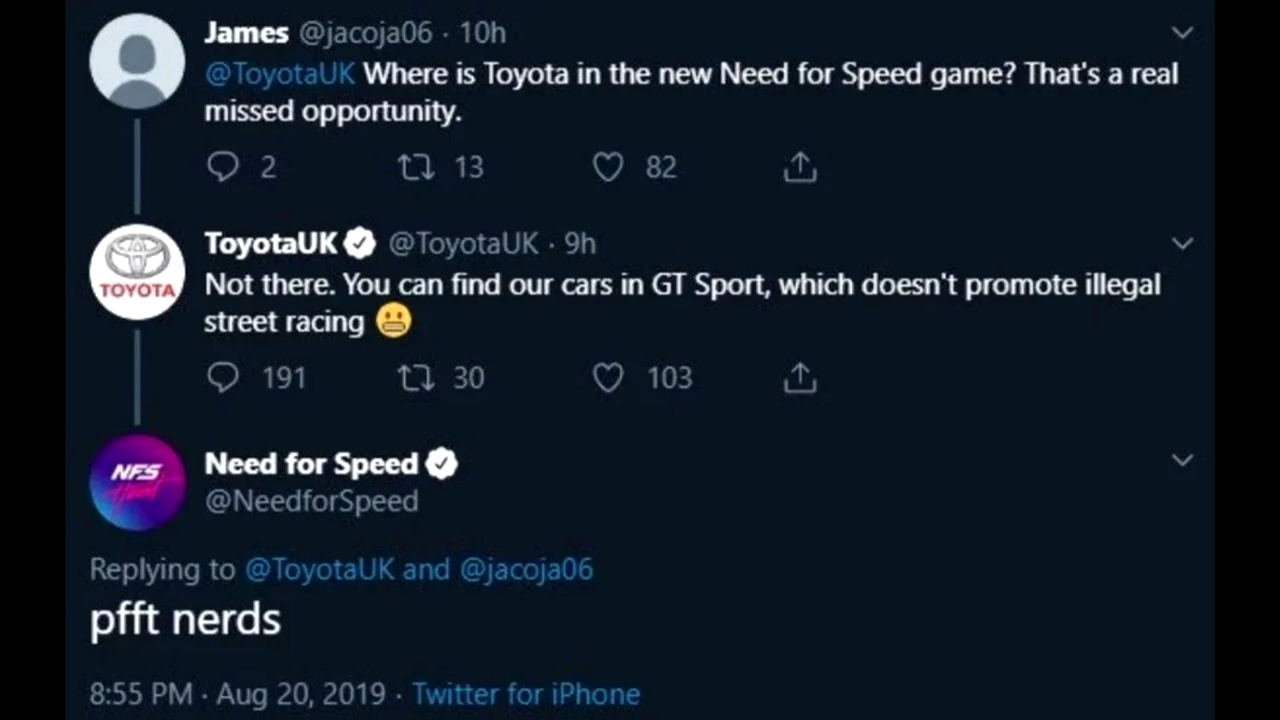 James @jacoja06 · 10h
@ToyotaUK Where is Toyota in the new Need for Speed game? That's a real
missed opportunity.
2 13 82
TOYOTA
ToyotaUK @ToyotaUK · 9h
Not there. You can find our cars in GT Sport, which doesn't promote illegal
street racing 😬
191 30 103
NFS
Heat
Need for Speed
@NeedforSpeed
Replying to @ToyotaUK and @jacoja06
pfft nerds
8:55 PM · Aug 20, 2019 · Twitter for iPhone